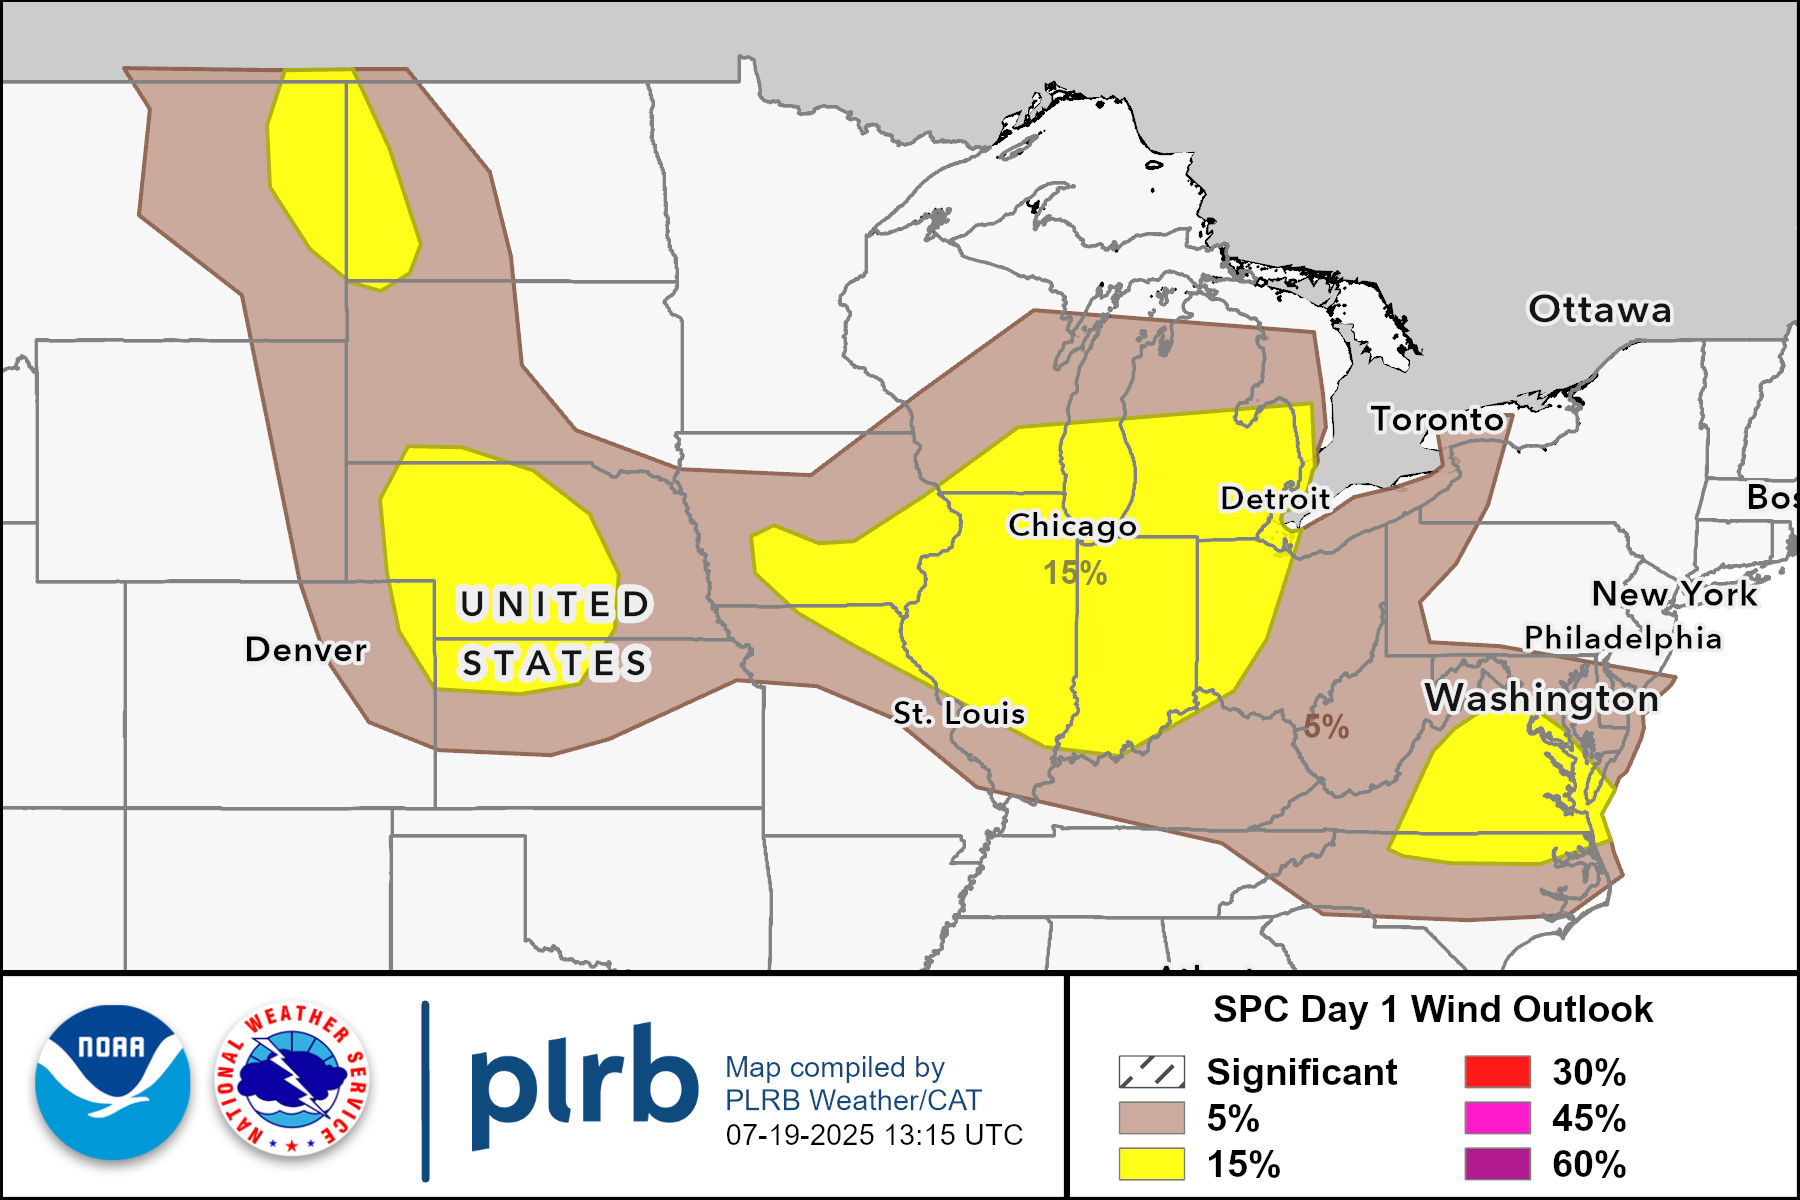 Ottawa
Toronto
Detroit
Bos
Chicago
15%
New York
UNITED
STATES
Denver
Philadelphia
Washington
St. Louis
5%
NOAA
NATIONAL WEATHER SERVICE
plrb
Map compiled by
PLRB Weather/CAT
07-19-2025 13:15 UTC
SPC Day 1 Wind Outlook
Significant
5%
15%
30%
45%
60%